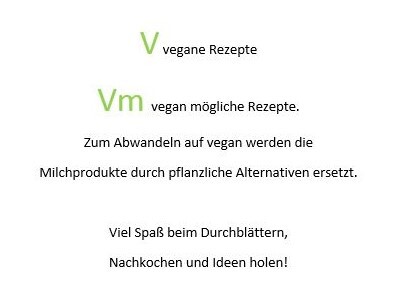 V vegane Rezepte
Vm vegan mögliche Rezepte.
Zum Abwandeln auf vegan werden die
Milchprodukte durch pflanzliche Alternativen ersetzt.
Viel Spaß beim Durchblättern,
Nachkochen und Ideen holen!